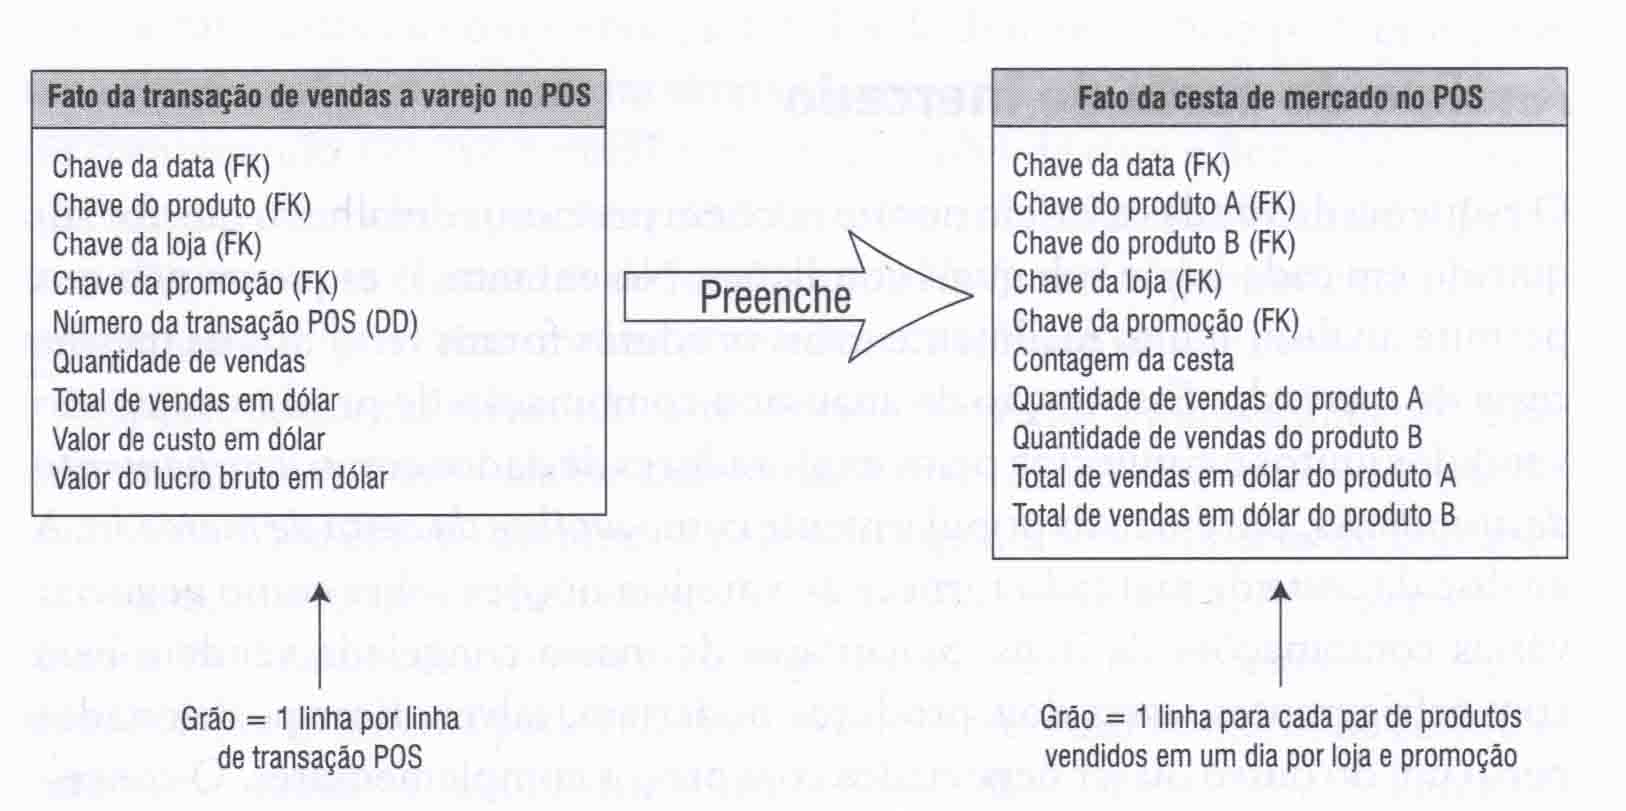 Fato da transação de vendas a varejo no POS
Chave da data (FK)
Chave do produto (FK)
Chave da loja (FK)
Chave da promoção (FK)
Número da transação POS (DD)
Quantidade de vendas
Total de vendas em dólar
Valor de custo em dólar
Valor do lucro bruto em dólar
Grão = 1 linha por linha
de transação POS
Preenche
Fato da cesta de mercado no POS
Chave da data (FK)
Chave do produto A (FK)
Chave do produto B (FK)
Chave da loja (FK)
Chave da promoção (FK)
Contagem da cesta
Quantidade de vendas do produto A
Quantidade de vendas do produto B
Total de vendas em dólar do produto A
Total de vendas em dólar do produto B
Grão = 1 linha para cada par de produtos
vendidos em um dia por loja e promoção